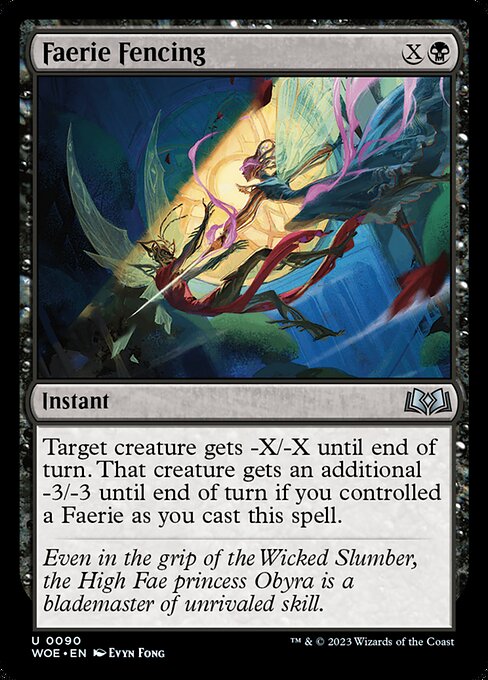 Faerie Fencing X
Instant
Target creature gets -X/-X until end of
turn. That creature gets an additional
-3/-3 until end of turn if you controlled
a Faerie as you cast this spell.
Even in the grip of the Wicked Slumber,
the High Fae princess Obyra is a
blademaster of unrivaled skill.
U 0090
WOE • EN Evyn Fong
™ & © 2023 Wizards of the Coast